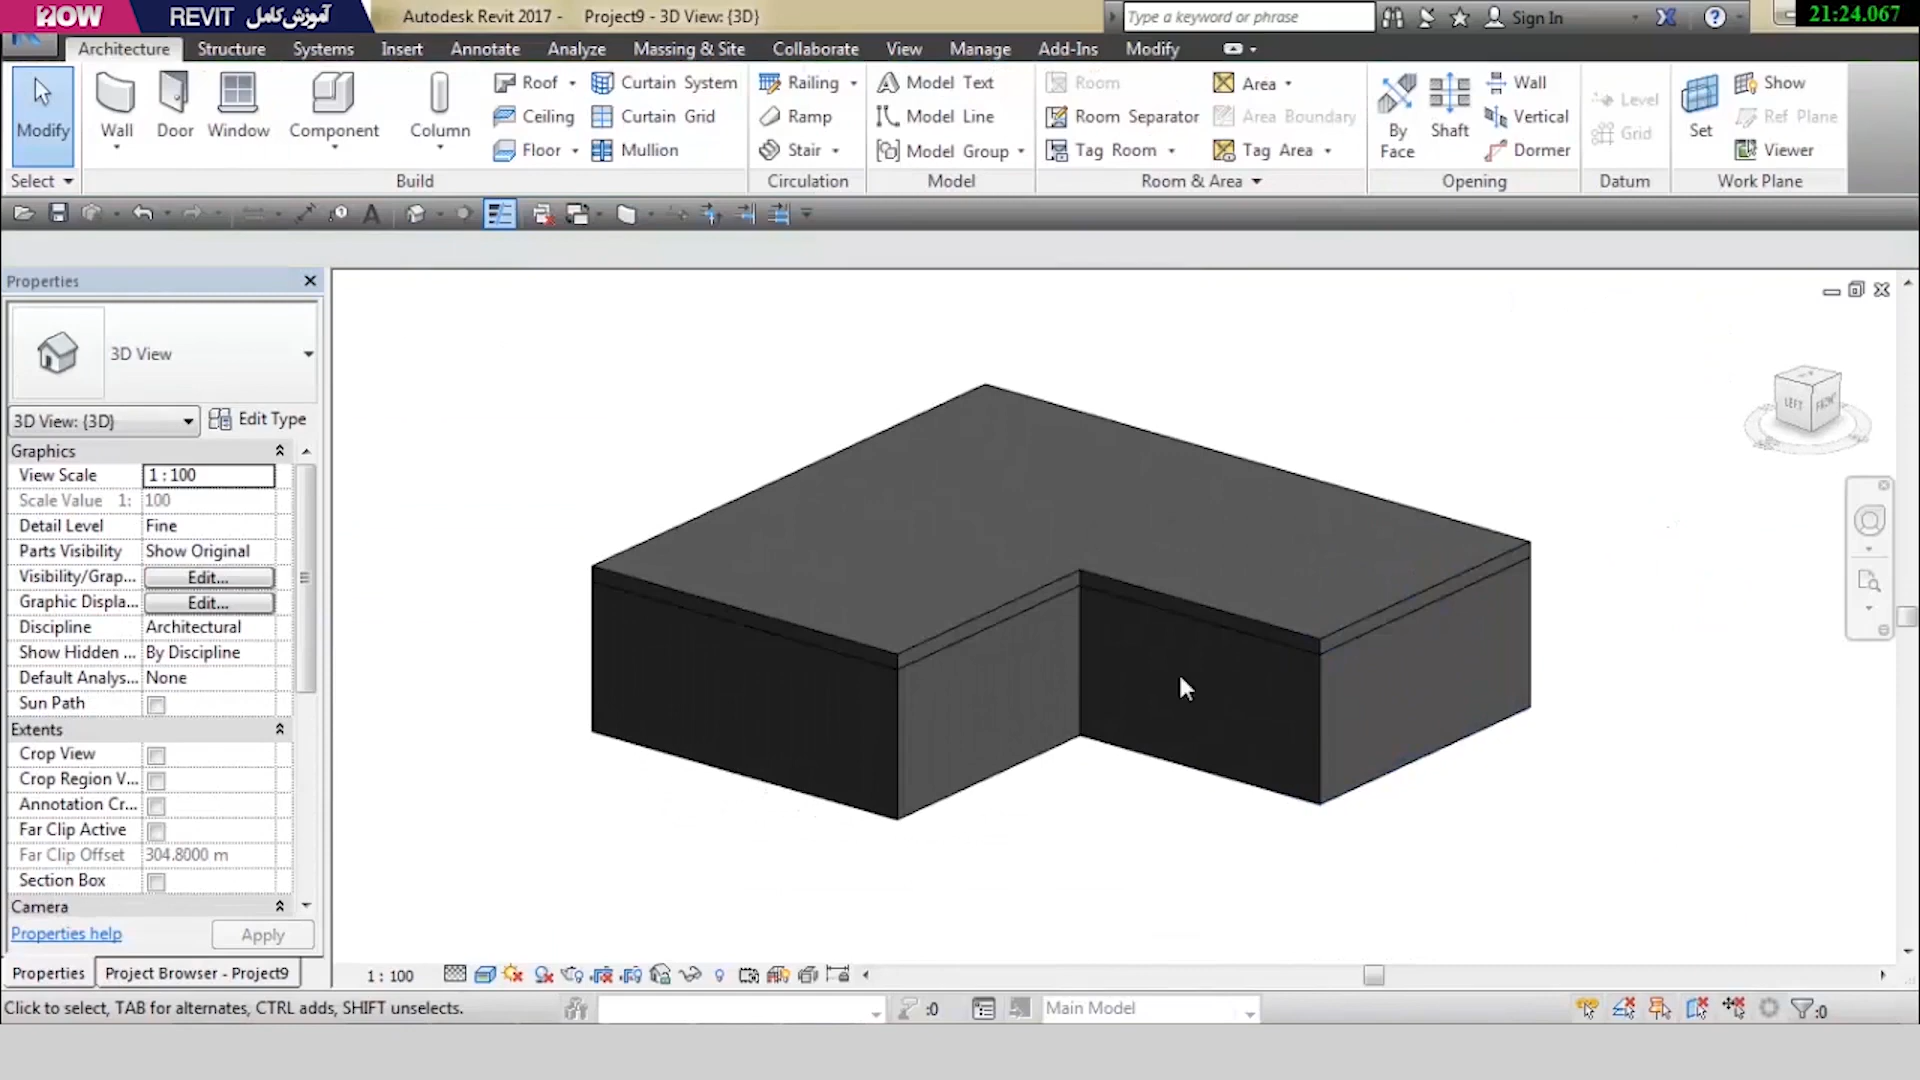 2NOW REVIT آموزش کامل
Autodesk Revit 2017 - Project9 - 3D View: {3D}
Type a keyword or phrase
Sign In
21:24.067
Architecture Structure Systems Insert Annotate Analyze Massing & Site Collaborate View Manage Add-Ins Modify
Modify
Wall
Door
Window
Component
Column
Roof
Ceiling
Floor
Curtain System
Curtain Grid
Mullion
Railing
Ramp
Stair
Model Text
Model Line
Model Group
Room
Room Separator
Tag Room
Area
Area Boundary
Tag Area
By
Face
Shaft
Wall
Vertical
Dormer
Level
Grid
Set
Show
Ref Plane
Viewer
Select Build Circulation Model Room & Area Opening Datum Work Plane
Properties
3D View
3D View: {3D} Edit Type
Graphics
View Scale 1 : 100
Scale Value 1: 100
Detail Level Fine
Parts Visibility Show Original
Visibility/Grap... Edit...
Graphic Displa... Edit...
Discipline Architectural
Show Hidden ... By Discipline
Default Analys... None
Sun Path
Extents
Crop View
Crop Region V...
Annotation Cr...
Far Clip Active
Far Clip Offset 304.8000 m
Section Box
Camera
Properties help Apply
Properties Project Browser - Project9
LEFT FRONT
1 : 100
Click to select, TAB for alternates, CTRL adds, SHIFT unselects.
:0
Main Model
:0